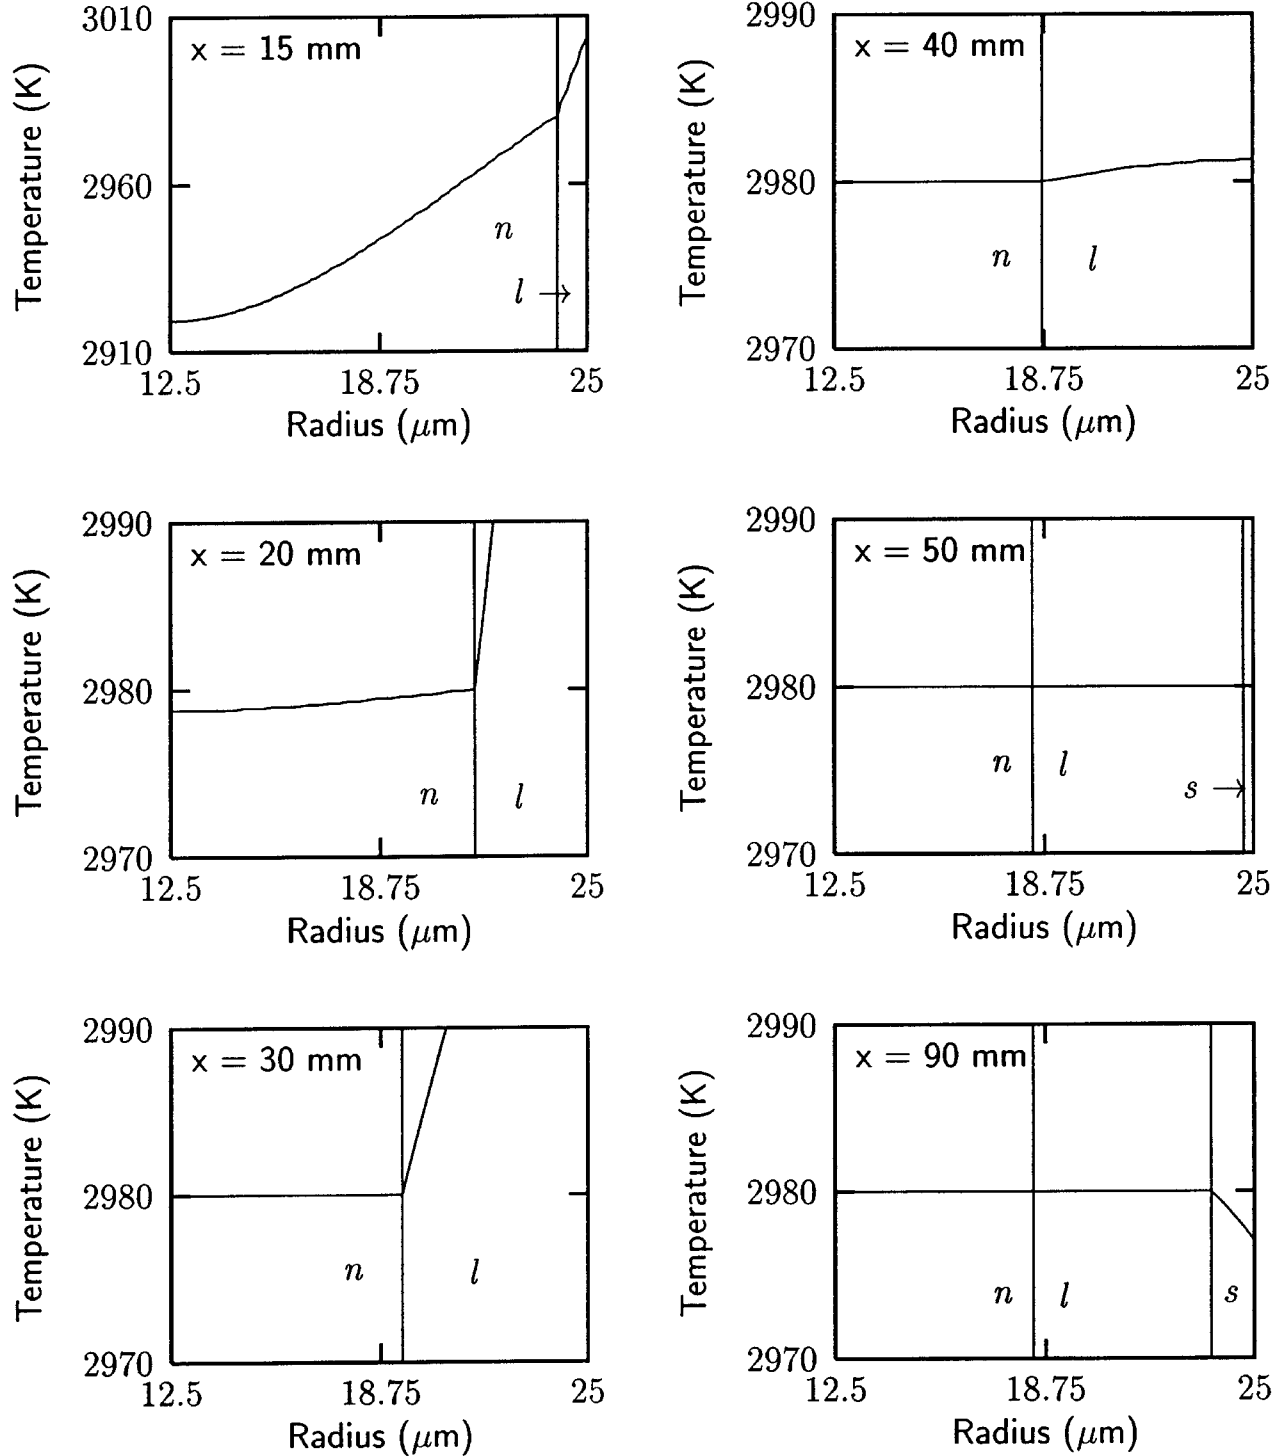 3010
x = 15 mm
Temperature (K)
2960
n
l →
2910
12.5 18.75 25
Radius (μm)
2990
x = 40 mm
Temperature (K)
2980
n l
2970
12.5 18.75 25
Radius (μm)
2990
x = 20 mm
Temperature (K)
2980
n l
2970
12.5 18.75 25
Radius (μm)
2990
x = 50 mm
Temperature (K)
2980
n l
s →
2970
12.5 18.75 25
Radius (μm)
2990
x = 30 mm
Temperature (K)
2980
n l
2970
12.5 18.75 25
Radius (μm)
2990
x = 90 mm
Temperature (K)
2980
n l s
2970
12.5 18.75 25
Radius (μm)